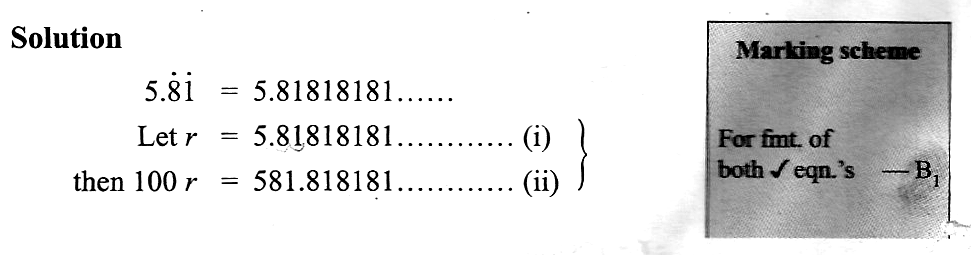 Solution
5.8̇1̇ = 5.81818181......
Let r = 5.81818181............ (i)
then 100 r = 581.818181............ (ii)
Marking scheme
For fmt. of
both ✓ eqn.'s — B₁